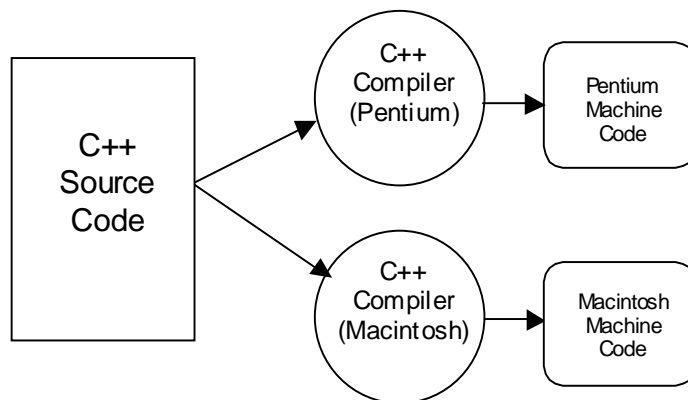 C++
Source
Code
C++
Compiler
(Pentium)
Pentium
Machine
Code
C++
Compiler
(Macintosh)
Macintosh
Machine
Code